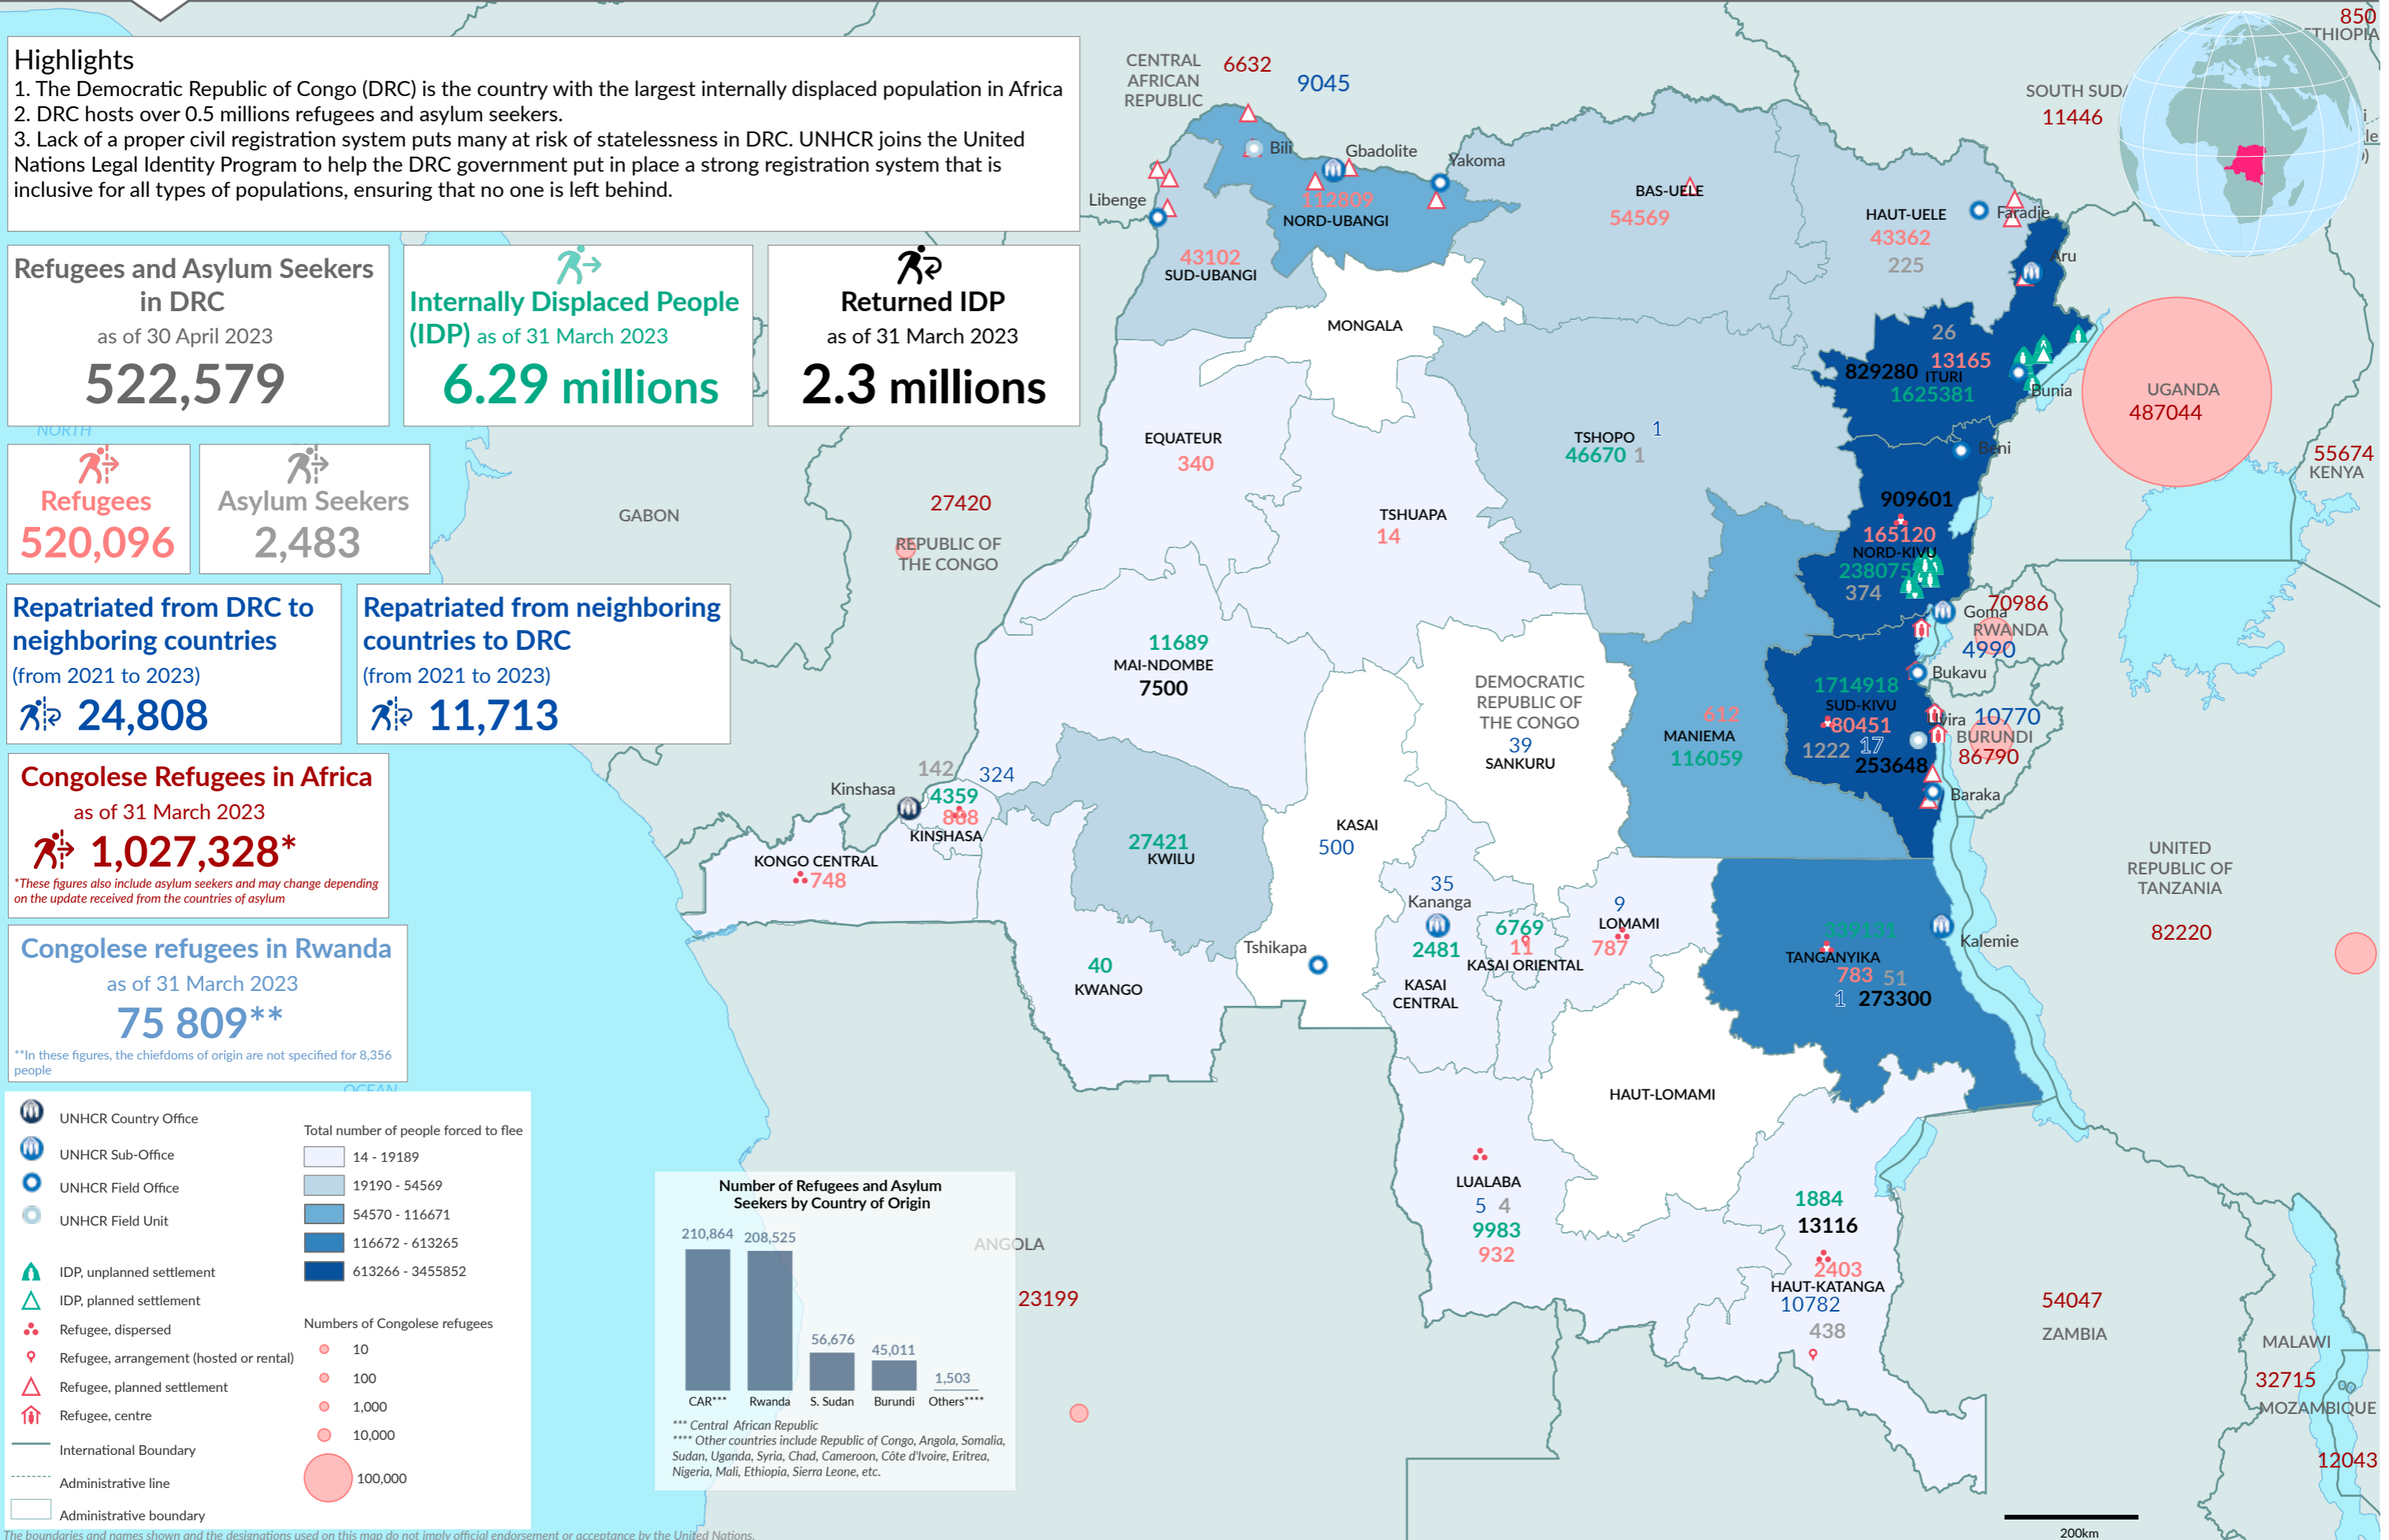 Highlights
1. The Democratic Republic of Congo (DRC) is the country with the largest internally displaced population in Africa
2. DRC hosts over 0.5 millions refugees and asylum seekers.
3. Lack of a proper civil registration system puts many at risk of statelessness in DRC. UNHCR joins the United
Nations Legal Identity Program to help the DRC government put in place a strong registration system that is
inclusive for all types of populations, ensuring that no one is left behind.
Refugees and Asylum Seekers
in DRC
as of 30 April 2023
522,579
Internally Displaced People
(IDP) as of 31 March 2023
6.29 millions
Returned IDP
as of 31 March 2023
2.3 millions
NORTH
Refugees
520,096
Asylum Seekers
2,483
Repatriated from DRC to
neighboring countries
(from 2021 to 2023)
24,808
Repatriated from neighboring
countries to DRC
(from 2021 to 2023)
11,713
Congolese Refugees in Africa
as of 31 March 2023
1,027,328*
*These figures also include asylum seekers and may change depending
on the update received from the countries of asylum
Congolese refugees in Rwanda
as of 31 March 2023
75 809**
**In these figures, the chiefdoms of origin are not specified for 8,356
people
OCEAN
UNHCR Country Office
UNHCR Sub-Office
UNHCR Field Office
UNHCR Field Unit
IDP, unplanned settlement
IDP, planned settlement
Refugee, dispersed
Refugee, arrangement (hosted or rental)
Refugee, planned settlement
Refugee, centre
International Boundary
Administrative line
Administrative boundary
Total number of people forced to flee
14 - 19189
19190 - 54569
54570 - 116671
116672 - 613265
613266 - 3455852
Numbers of Congolese refugees
10
100
1,000
10,000
100,000
Number of Refugees and Asylum
Seekers by Country of Origin
210,864
208,525
56,676
45,011
1,503
CAR***
Rwanda
S. Sudan
Burundi
Others****
*** Central African Republic
**** Other countries include Republic of Congo, Angola, Somalia,
Sudan, Uganda, Syria, Chad, Cameroon, Côte d'Ivoire, Eritrea,
Nigeria, Mali, Ethiopia, Sierra Leone, etc.
CENTRAL
AFRICAN
REPUBLIC
6632
9045
850
THIOPIA
SOUTH SUDA
11446
Bili
Gbadolite
Yakoma
Libenge
112809
NORD-UBANGI
43102
SUD-UBANGI
BAS-UELE
54569
HAUT-UELE
43362
225
Faradje
Aru
MONGALA
26
13165
829280
ITURI
1625381
Bunia
UGANDA
487044
55674
KENYA
EQUATEUR
340
TSHOPO
1
46670
1
Beni
GABON
27420
REPUBLIC OF
THE CONGO
TSHUAPA
14
909601
165120
NORD-KIVU
238075
374
Goma
70986
RWANDA
4990
11689
MAI-NDOMBE
7500
DEMOCRATIC
REPUBLIC OF
THE CONGO
39
SANKURU
612
MANIEMA
116059
1714918
SUD-KIVU
80451
1222
17
253648
Bukavu
Uvira
10770
BURUNDI
86790
Baraka
142
324
Kinshasa
4359
888
KINSHASA
KONGO CENTRAL
748
27421
KWILU
KASAI
500
35
Kananga
2481
KASAI
CENTRAL
6769
11
KASAI ORIENTAL
9
LOMAMI
787
UNITED
REPUBLIC OF
TANZANIA
82220
40
KWANGO
Tshikapa
TANGANYIKA
783
51
1
273300
Kalemie
HAUT-LOMAMI
LUALABA
5
4
9983
932
1884
13116
2403
HAUT-KATANGA
10782
438
ANGOLA
23199
54047
ZAMBIA
MALAWI
32715
MOZAMBIQUE
12043
200km
The boundaries and names shown and the designations used on this map do not imply official endorsement or acceptance by the United Nations.